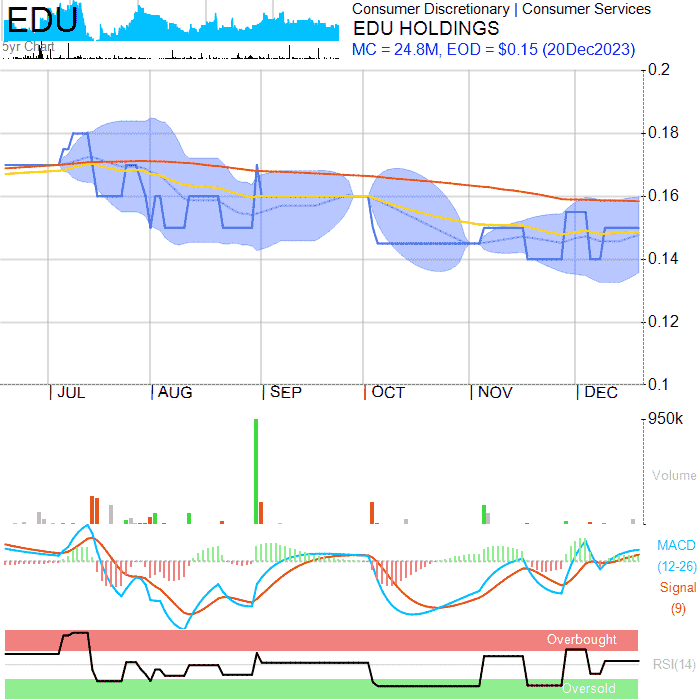 EDU
5yr Chart
Consumer Discretionary | Consumer Services
EDU HOLDINGS
MC = 24.8M, EOD = $0.15 (20Dec2023)
0.2
0.18
0.16
0.14
0.12
0.1
JUL AUG SEP OCT NOV DEC
950k
Volume
MACD
(12-26)
Signal
(9)
Overbought
RSI(14)
Oversold